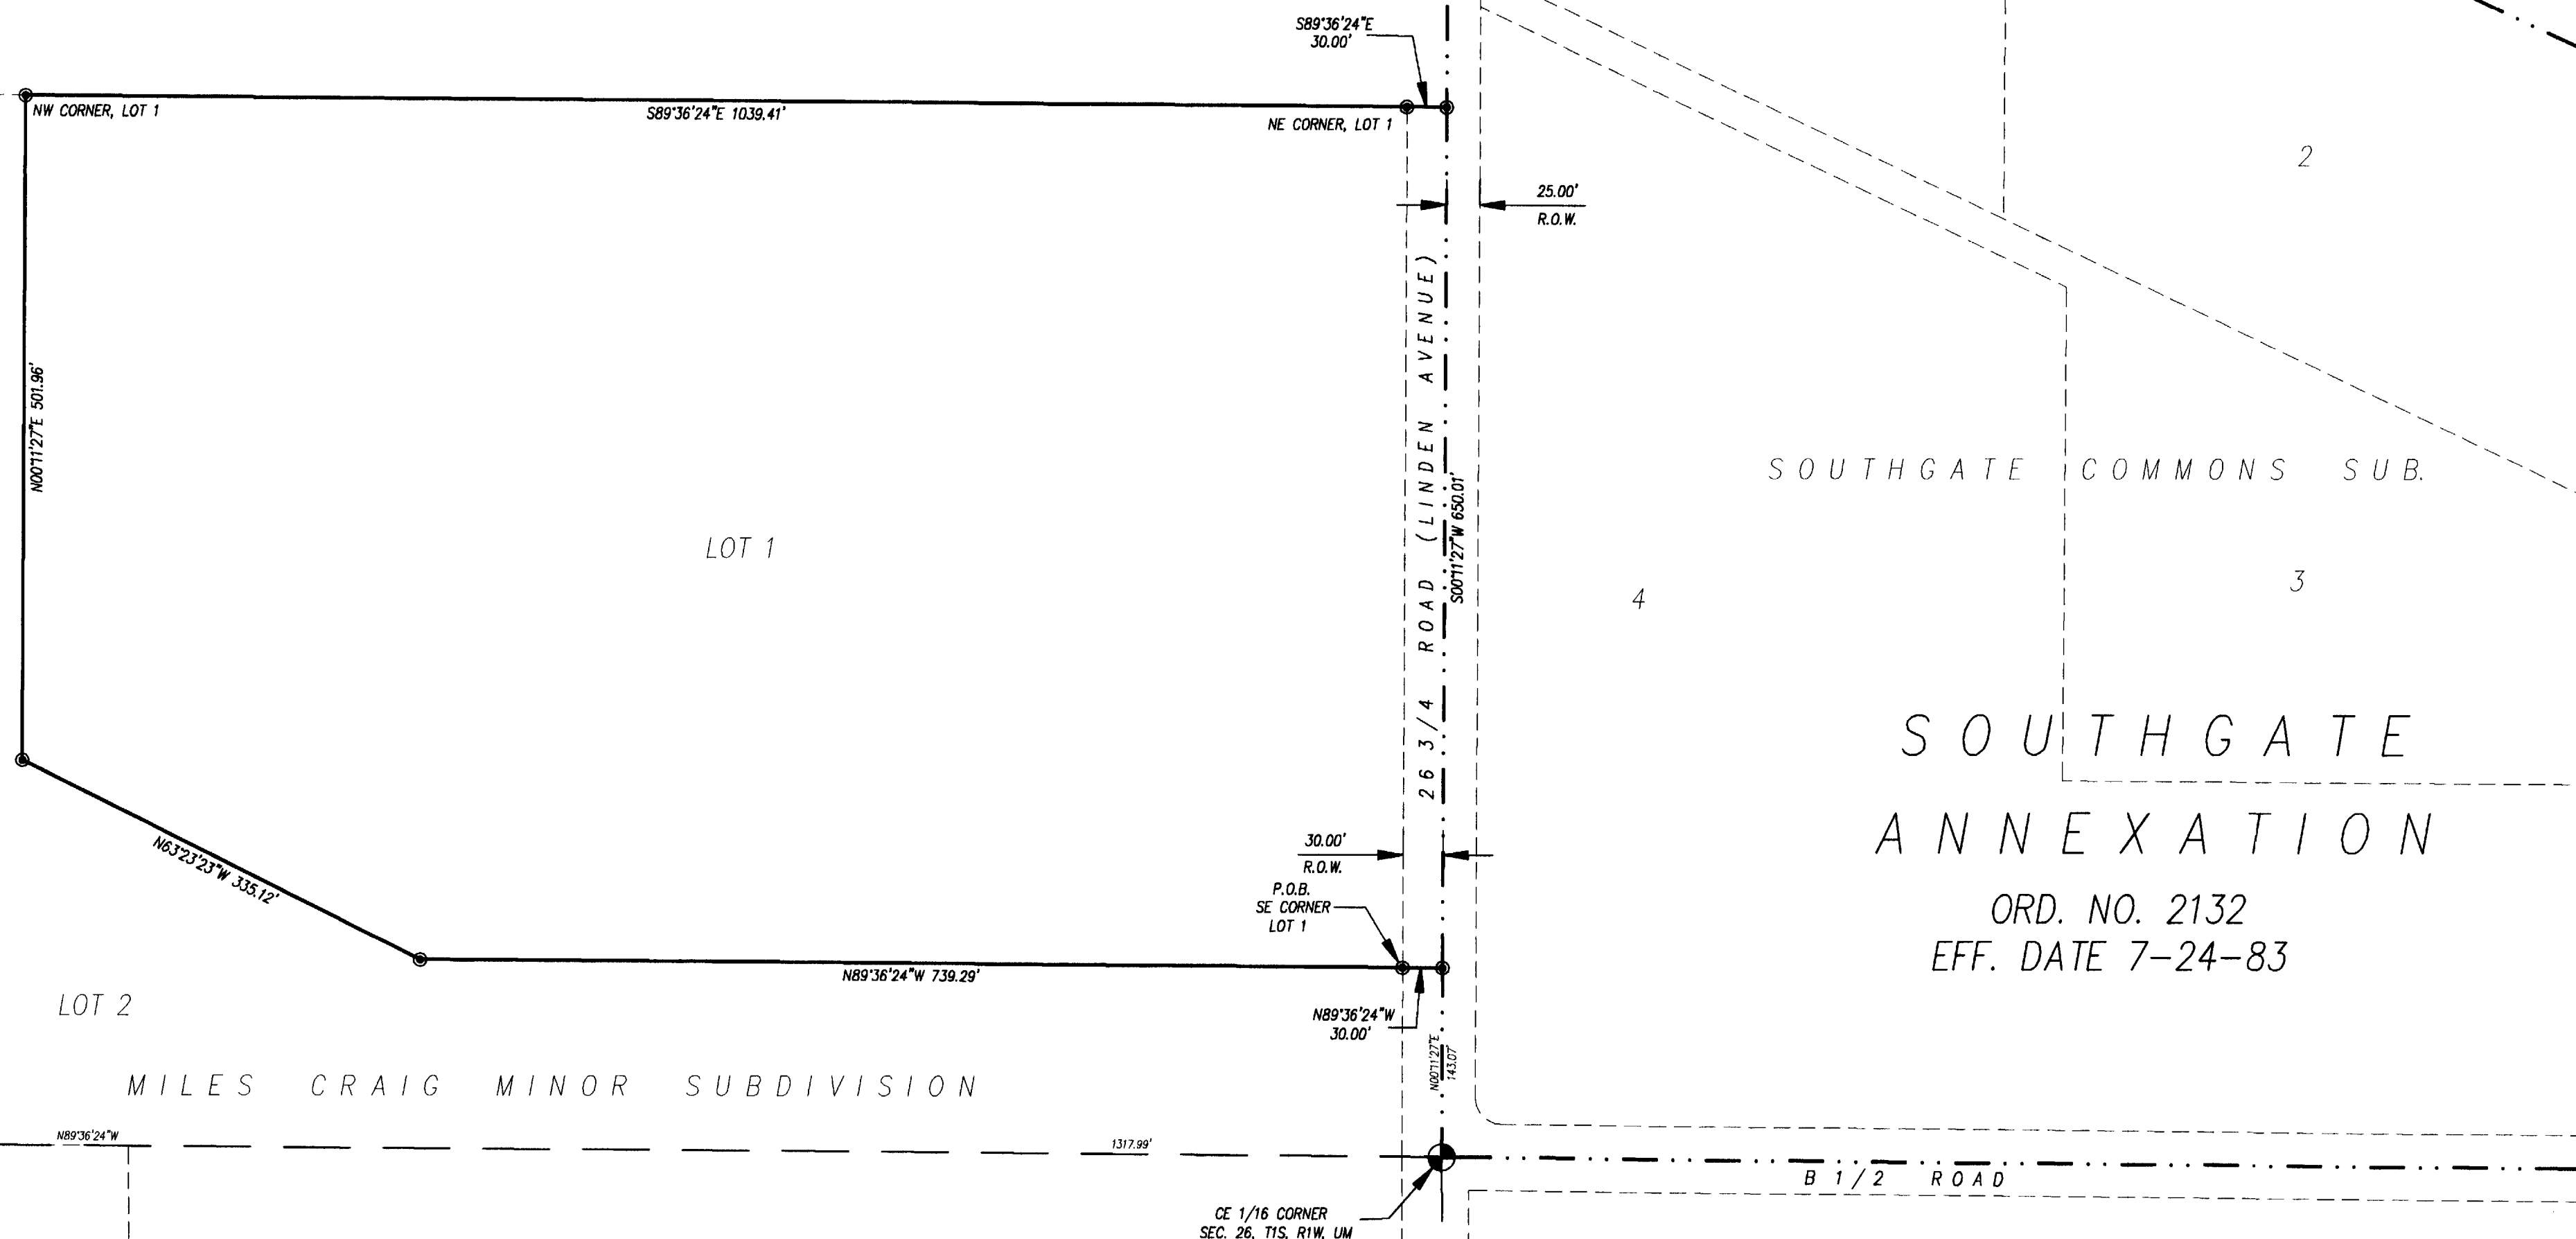 S89°36'24"E
30.00'
NW CORNER, LOT 1
S89°36'24"E 1039.41'
NE CORNER, LOT 1
2
25.00'
R.O.W.
N00°11'27"E 501.96'
26 3/4 ROAD (LINDEN AVENUE)
S00°11'27"W 650.01'
SOUTHGATE COMMONS SUB.
LOT 1
4
3
SOUTHGATE
ANNEXATION
ORD. NO. 2132
EFF. DATE 7-24-83
N63°23'23"W 335.12'
30.00'
R.O.W.
P.O.B.
SE CORNER
LOT 1
N89°36'24"W 739.29'
N89°36'24"W
30.00'
LOT 2
N00°11'27"E
143.07'
MILES CRAIG MINOR SUBDIVISION
N89°36'24"W
1317.99'
B 1/2 ROAD
CE 1/16 CORNER
SEC. 26, T1S, R1W, UM